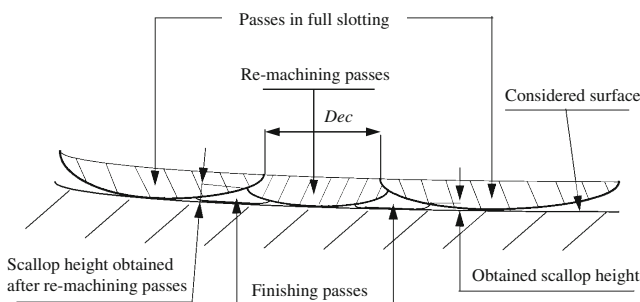 Passes in full slotting
Re-machining passes
Considered surface
Dec
Scallop height obtained
after re-machining passes
Finishing passes
Obtained scallop height